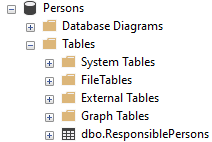 Persons
Database Diagrams
Tables
System Tables
FileTables
External Tables
Graph Tables
dbo.ResponsiblePersons